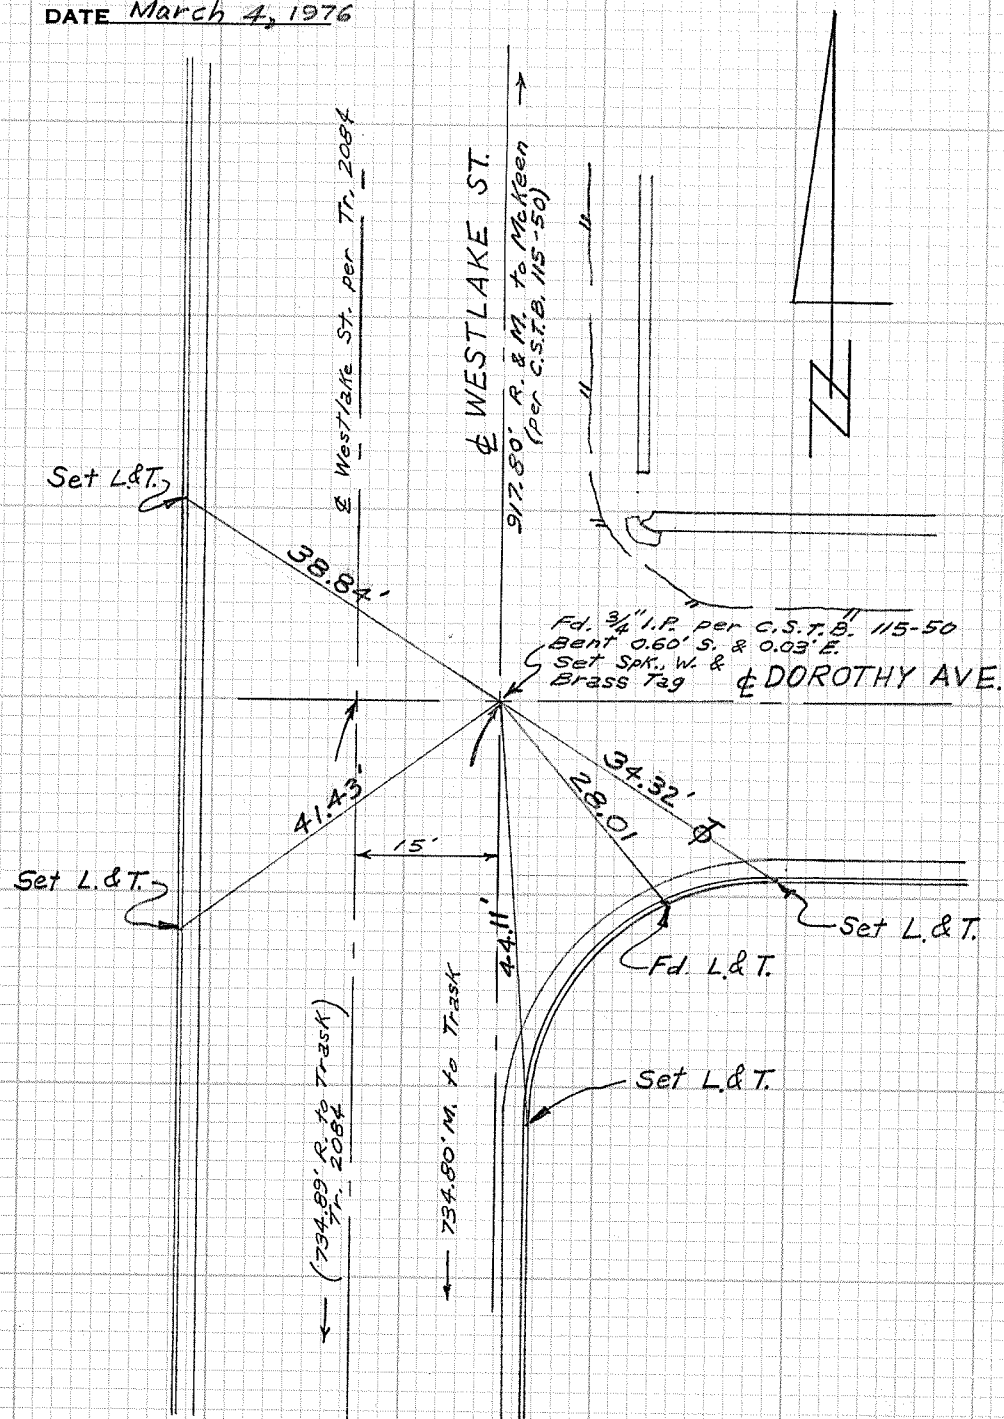 DATE March 4, 1976
℄ Westlake St. per Tr. 2084
℄ WESTLAKE ST.
917.80' R. & M. to McKeen
(per C.S.T.B. 115-50)
Set L.&T.
38.84'
Fd. 3/4" I.P. per C.S.T.B. 115-50
Bent 0.60' S. & 0.03' E.
Set Spk., W. &
Brass Tag
℄ DOROTHY AVE.
41.43'
34.32'
28.01
15'
Set L.&T.
44.11'
Set L.&T.
Fd. L.&T.
Set L.&T.
(734.89' R. to Trask)
Tr. 2084
734.80' M. to Trask
N